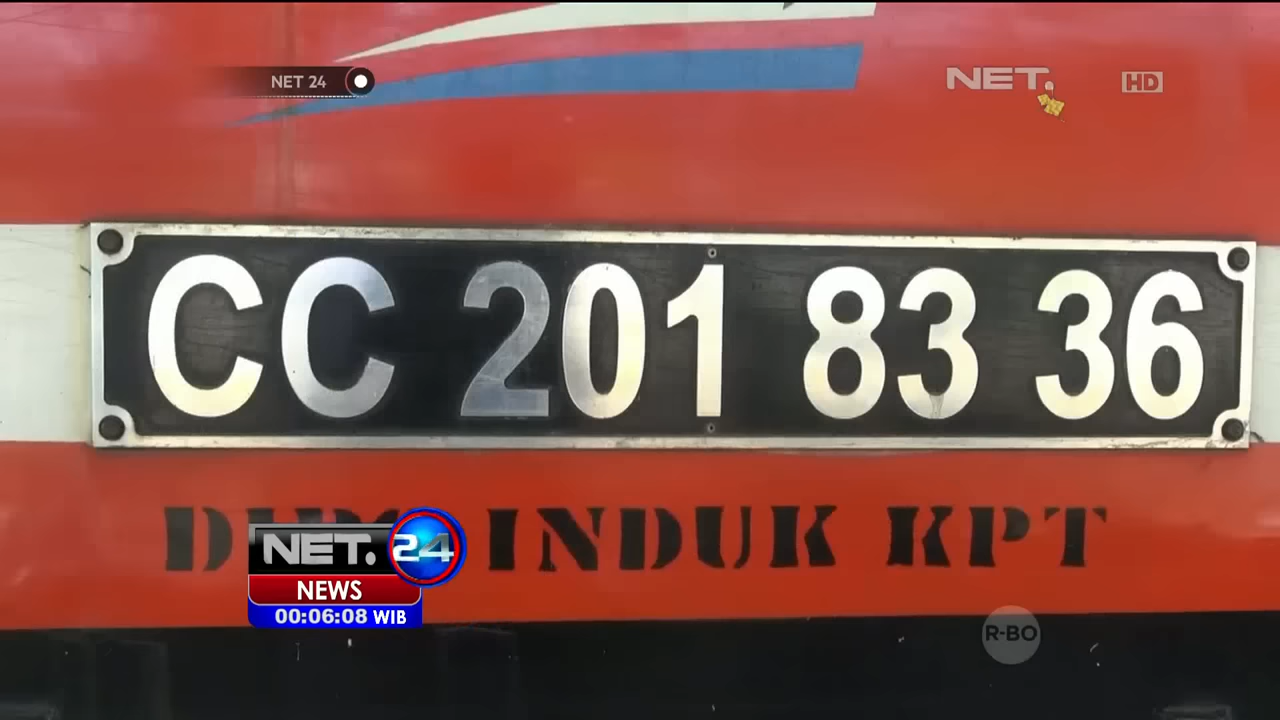 NET 24
NET.
HD
CC 201 83 36
INDUK KPT
NET. 24
NEWS
00:06:08 WIB
R-BO